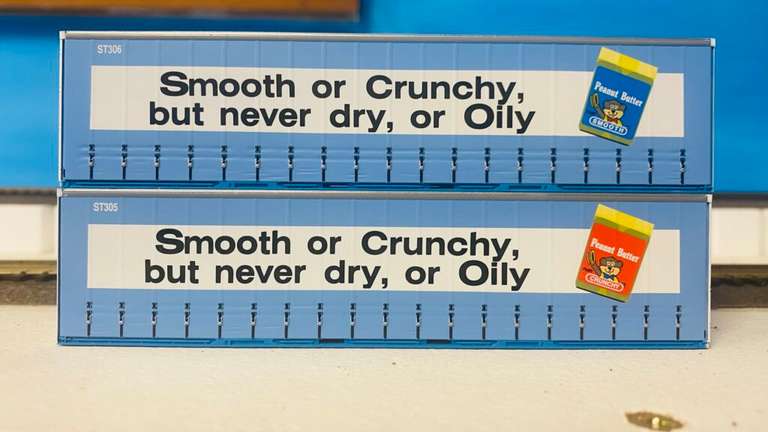 ST306
Smooth or Crunchy,
but never dry, or Oily
Peanut Butter
SMOOTH
ST305
Smooth or Crunchy,
but never dry, or Oily
Peanut Butter
CRUNCHY